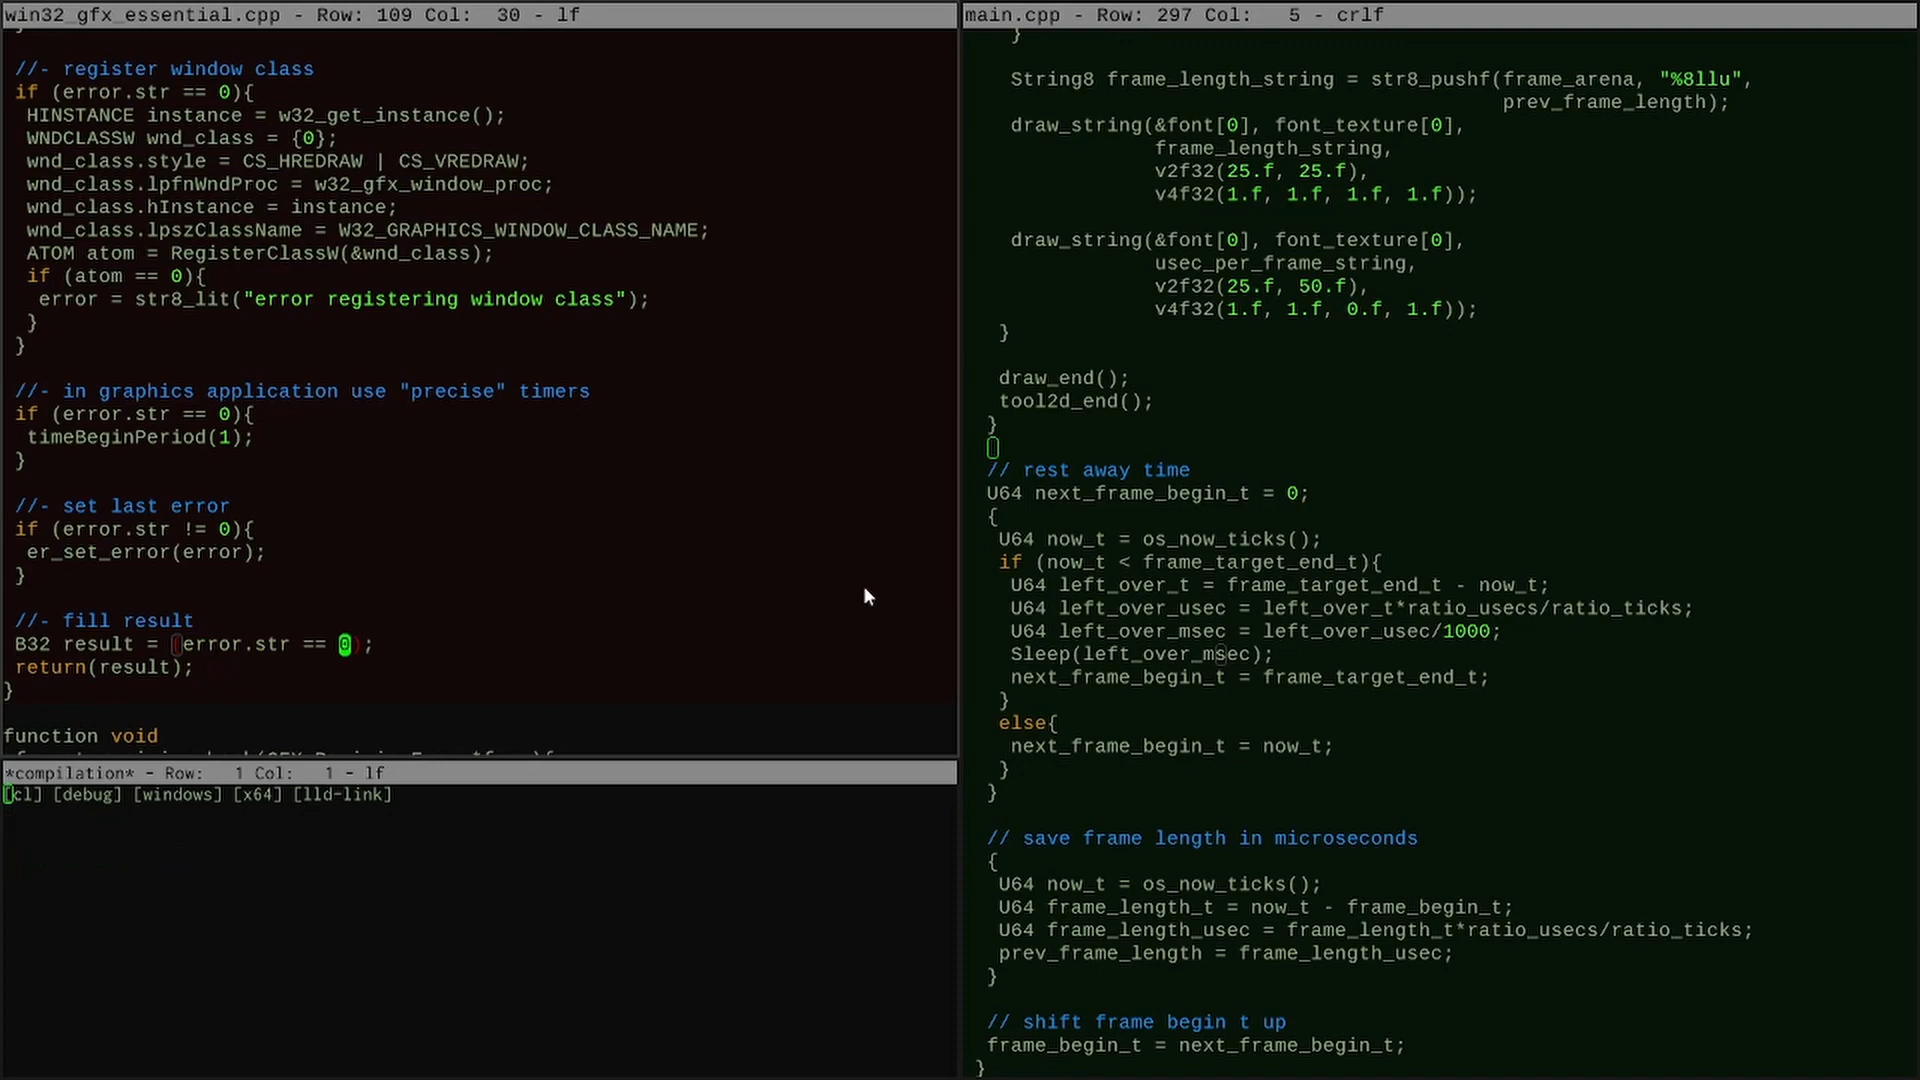 win32_gfx_essential.cpp - Row: 109 Col:  30 - lf
}
//- register window class
if (error.str == 0){
HINSTANCE instance = w32_get_instance();
WNDCLASSW wnd_class = {0};
wnd_class.style = CS_HREDRAW | CS_VREDRAW;
wnd_class.lpfnWndProc = w32_gfx_window_proc;
wnd_class.hInstance = instance;
wnd_class.lpszClassName = W32_GRAPHICS_WINDOW_CLASS_NAME;
ATOM atom = RegisterClassW(&wnd_class);
if (atom == 0){
error = str8_lit("error registering window class");
}
}
//- in graphics application use "precise" timers
if (error.str == 0){
timeBeginPeriod(1);
}
//- set last error
if (error.str != 0){
er_set_error(error);
}
//- fill result
B32 result = (error.str == 0);
return(result);
}
function void
*compilation* - Row:   1 Col:   1 - lf
[cl] [debug] [windows] [x64] [lld-link]
main.cpp - Row: 297 Col:   5 - crlf
}
String8 frame_length_string = str8_pushf(frame_arena, "%8llu",
prev_frame_length);
draw_string(&font[0], font_texture[0],
frame_length_string,
v2f32(25.f, 25.f),
v4f32(1.f, 1.f, 1.f, 1.f));
draw_string(&font[0], font_texture[0],
usec_per_frame_string,
v2f32(25.f, 50.f),
v4f32(1.f, 1.f, 0.f, 1.f));
}
draw_end();
tool2d_end();
}
// rest away time
U64 next_frame_begin_t = 0;
{
U64 now_t = os_now_ticks();
if (now_t < frame_target_end_t){
U64 left_over_t = frame_target_end_t - now_t;
U64 left_over_usec = left_over_t*ratio_usecs/ratio_ticks;
U64 left_over_msec = left_over_usec/1000;
Sleep(left_over_msec);
next_frame_begin_t = frame_target_end_t;
}
else{
next_frame_begin_t = now_t;
}
}
// save frame length in microseconds
{
U64 now_t = os_now_ticks();
U64 frame_length_t = now_t - frame_begin_t;
U64 frame_length_usec = frame_length_t*ratio_usecs/ratio_ticks;
prev_frame_length = frame_length_usec;
}
// shift frame begin t up
frame_begin_t = next_frame_begin_t;
}